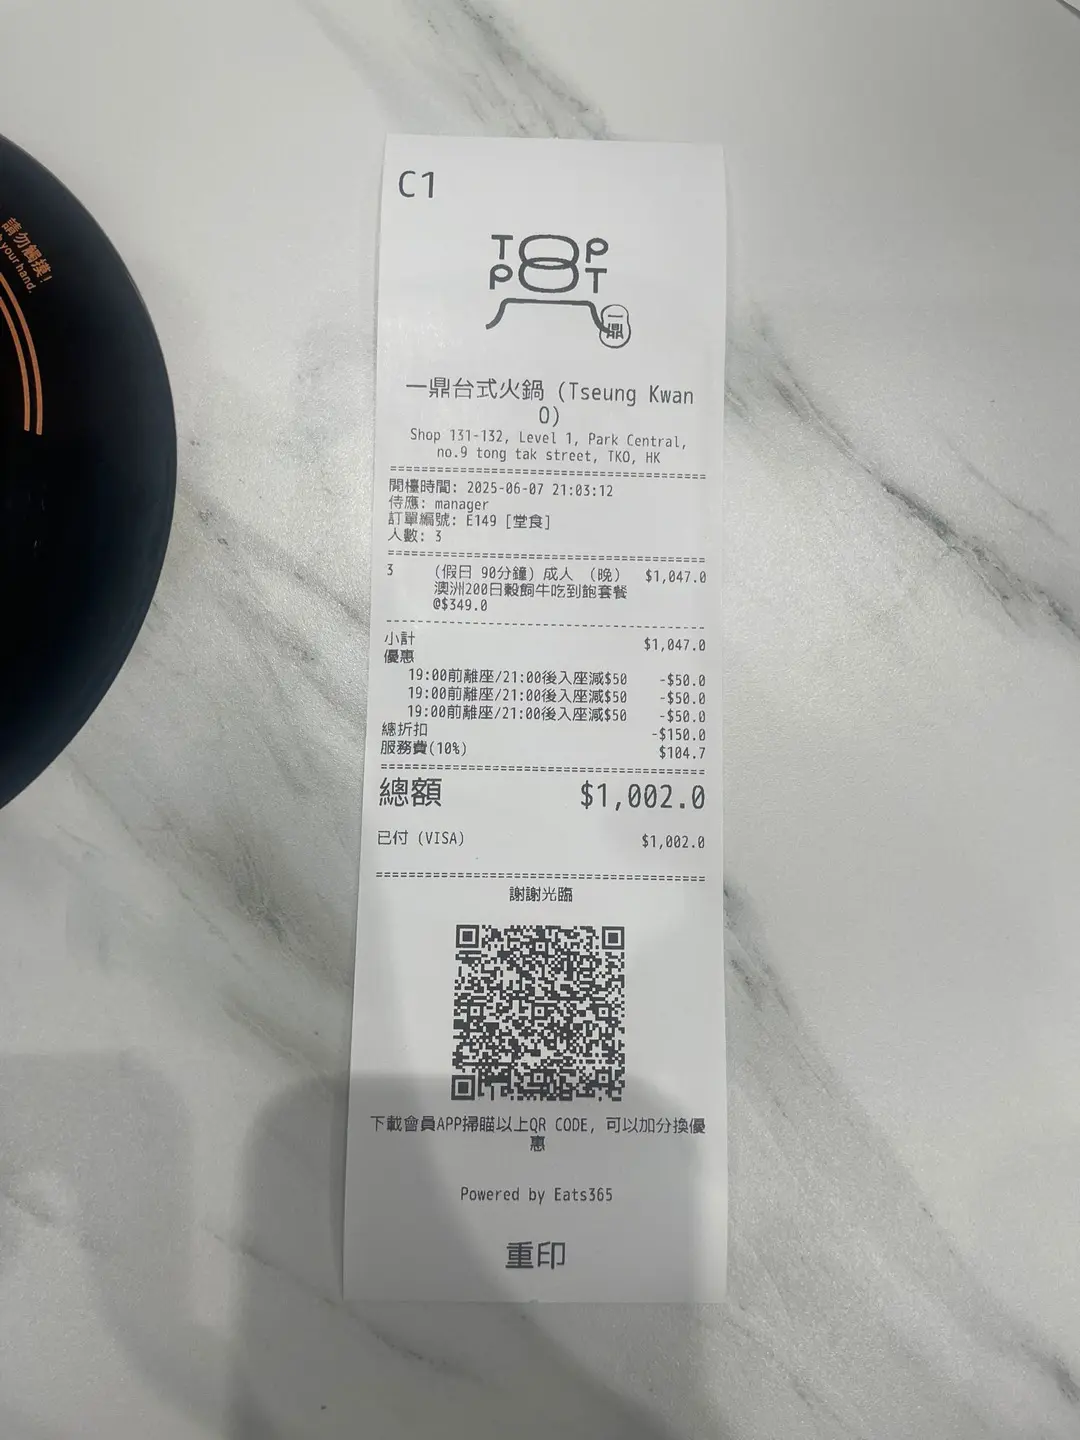 請勿觸摸!
your hand.
C1
TOP
POT
一鼎
一鼎台式火鍋 (Tseung Kwan
O)
Shop 131-132, Level 1, Park Central,
no.9 tong tak street, TKO, HK
開檯時間: 2025-06-07 21:03:12
侍應: manager
訂單編號: E149 [堂食]
人數: 3
3 (假日 90分鐘) 成人 (晚) $1,047.0
澳洲200日穀飼牛吃到飽套餐
@$349.0
小計 $1,047.0
優惠
19:00前離座/21:00後入座減$50 -$50.0
19:00前離座/21:00後入座減$50 -$50.0
19:00前離座/21:00後入座減$50 -$50.0
總折扣 -$150.0
服務費(10%) $104.7
總額 $1,002.0
已付 (VISA) $1,002.0
謝謝光臨
下載會員APP掃瞄以上QR CODE, 可以加分換優
惠
Powered by Eats365
重印